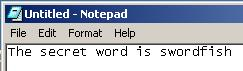 Untitled - Notepad
File Edit Format Help
The secret word is swordfish